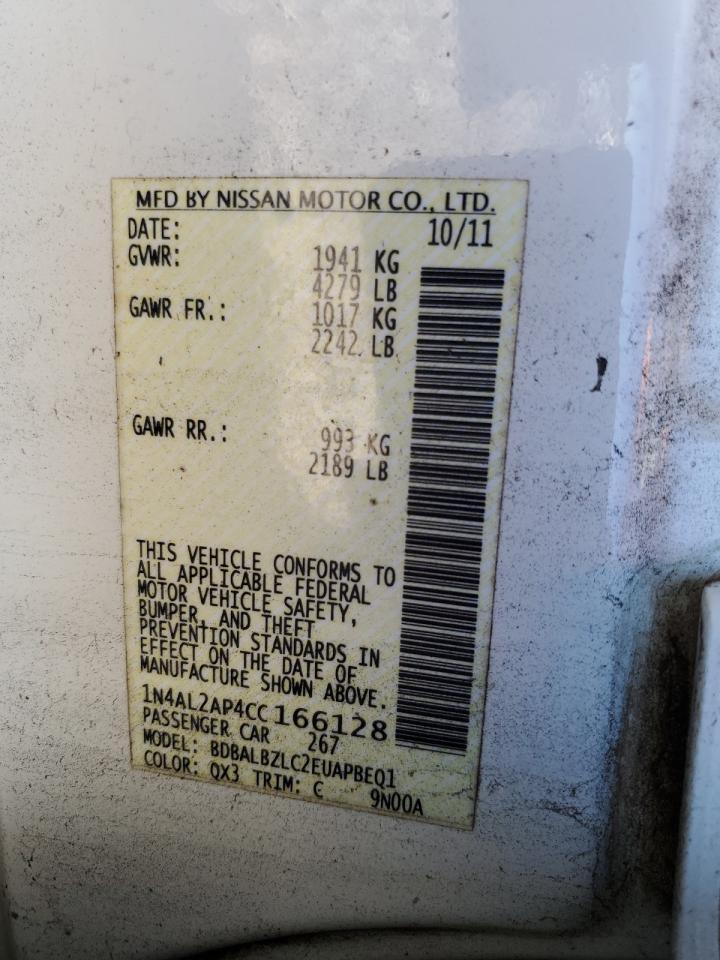 MFD BY NISSAN MOTOR CO., LTD.
DATE: 10/11
GVWR: 1941 KG
4279 LB
GAWR FR.: 1017 KG
2242 LB
GAWR RR.: 993 KG
2189 LB
THIS VEHICLE CONFORMS TO
ALL APPLICABLE FEDERAL
MOTOR VEHICLE SAFETY,
BUMPER, AND THEFT
PREVENTION STANDARDS IN
EFFECT ON THE DATE OF
MANUFACTURE SHOWN ABOVE.
1N4AL2AP4CC166128
PASSENGER CAR 267
MODEL: BDBALBZLC2EUAPBEQ1
COLOR: QX3 TRIM: C 9N00A